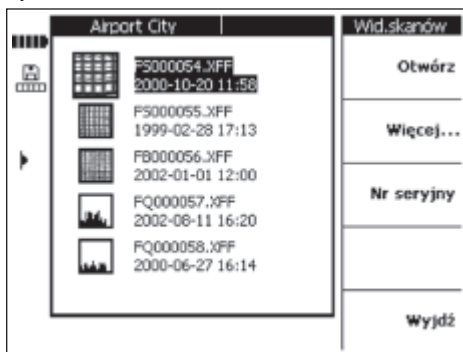 Airport City
Wid.skanów
FS000054.XFF
2000-10-20 11:58
FS000055.XFF
1999-02-28 17:13
FB000056.XFF
2002-01-01 12:00
FQ000057.XFF
2002-08-11 16:20
FQ000058.XFF
2000-06-27 16:14
Otwórz
Więcej...
Nr seryjny
Wyjdź